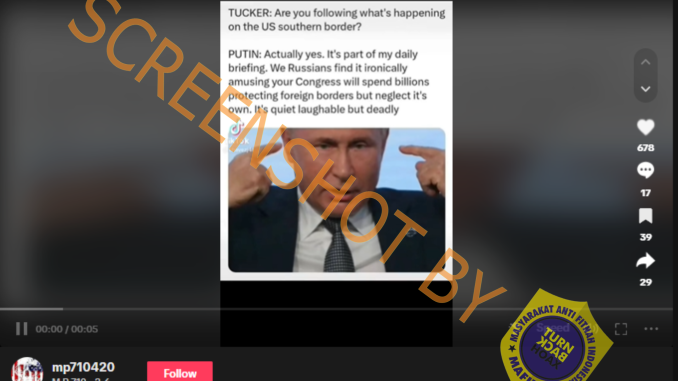 TUCKER: Are you following what's happening
on the US southern border?
PUTIN: Actually yes. It's part of my daily
briefing. We Russians find it ironically
amusing your Congress will spend billions
protecting foreign borders but neglect it's
own. It's quiet laughable but deadly
SCREENSHOT BY
678
17
39
29
00:00 / 00:05
Speed
MASYARAKAT ANTI FITNAH INDONESIA
TURN
BACK
HOAX
MAFINDO
mp710420
Follow